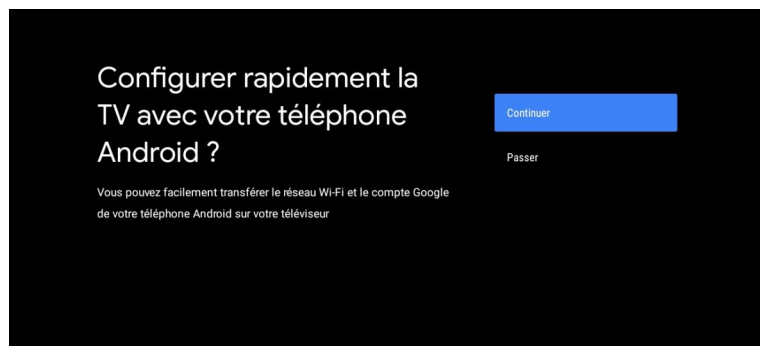 Configurer rapidement la
TV avec votre téléphone
Android ?
Vous pouvez facilement transférer le réseau Wi-Fi et le compte Google
de votre téléphone Android sur votre téléviseur
Continuer
Passer